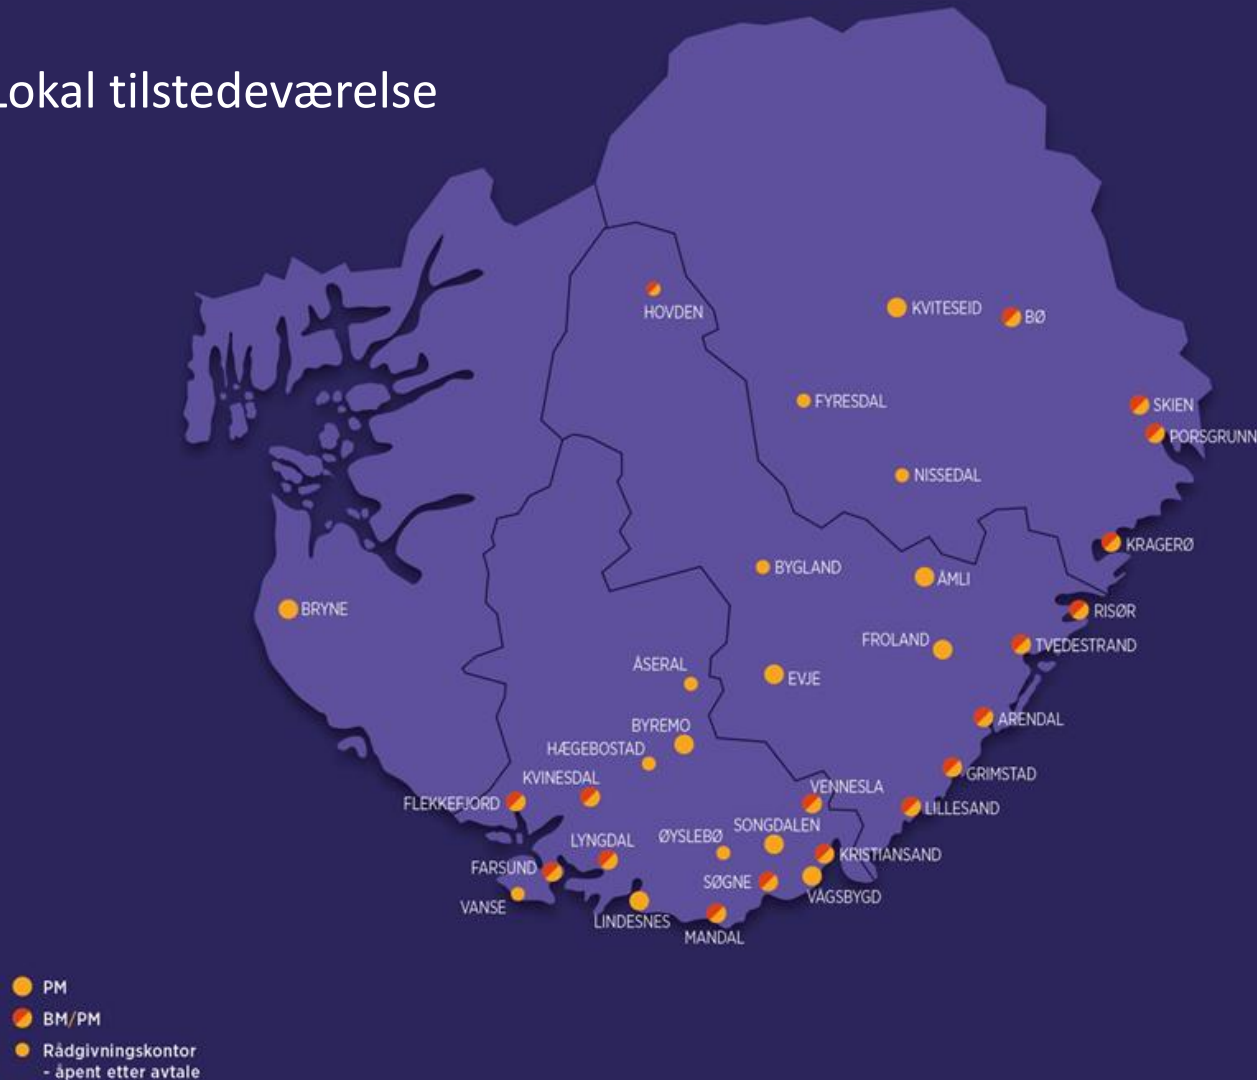 Lokal tilstedeværelse
HOVDEN
KVITESEID
BØ
FYRESDAL
SKIEN
PORSGRUNN
NISSEDAL
KRAGERØ
BYGLAND
ÅMLI
BRYNE
RISØR
FROLAND
TVEDESTRAND
ÅSERAL
EVJE
ARENDAL
BYREMO
HÆGEBOSTAD
GRIMSTAD
KVINESDAL
VENNESLA
FLEKKEFJORD
LILLESAND
SONGDALEN
ØYSLEBØ
LYNGDAL
KRISTIANSAND
FARSUND
SØGNE
VÅGSBYGD
VANSE
LINDESNES
MANDAL
PM
BM/PM
Rådgivningskontor
- åpent etter avtale